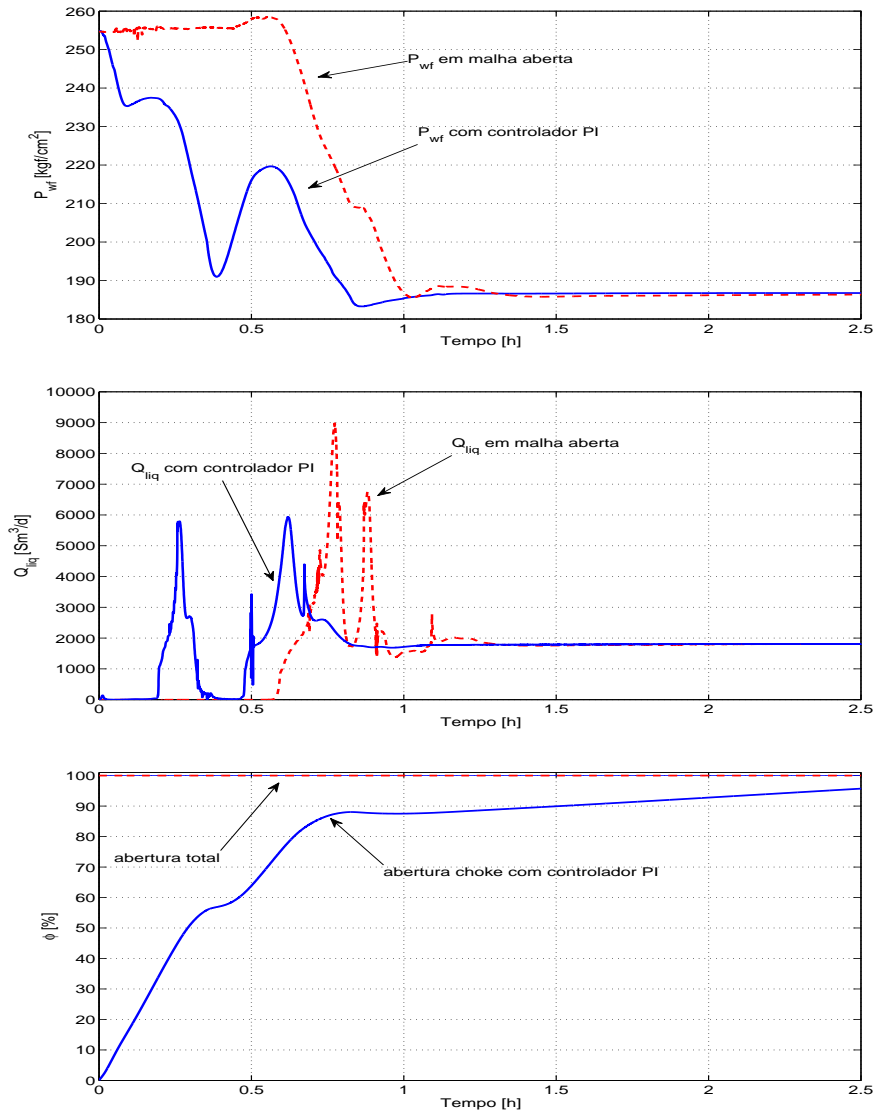 260
250
240
230
220
210
200
190
180
P_wf [kgf/cm²]
P_wf em malha aberta
P_wf com controlador PI
0 0.5 1 1.5 2 2.5
Tempo [h]
10000
9000
8000
7000
6000
5000
4000
3000
2000
1000
0
Q_liq [Sm³/d]
Q_liq em malha aberta
Q_liq com controlador PI
0 0.5 1 1.5 2 2.5
Tempo [h]
100
90
80
70
60
50
40
30
20
10
0
ϕ [%]
abertura total
abertura choke com controlador PI
0 0.5 1 1.5 2 2.5
Tempo [h]